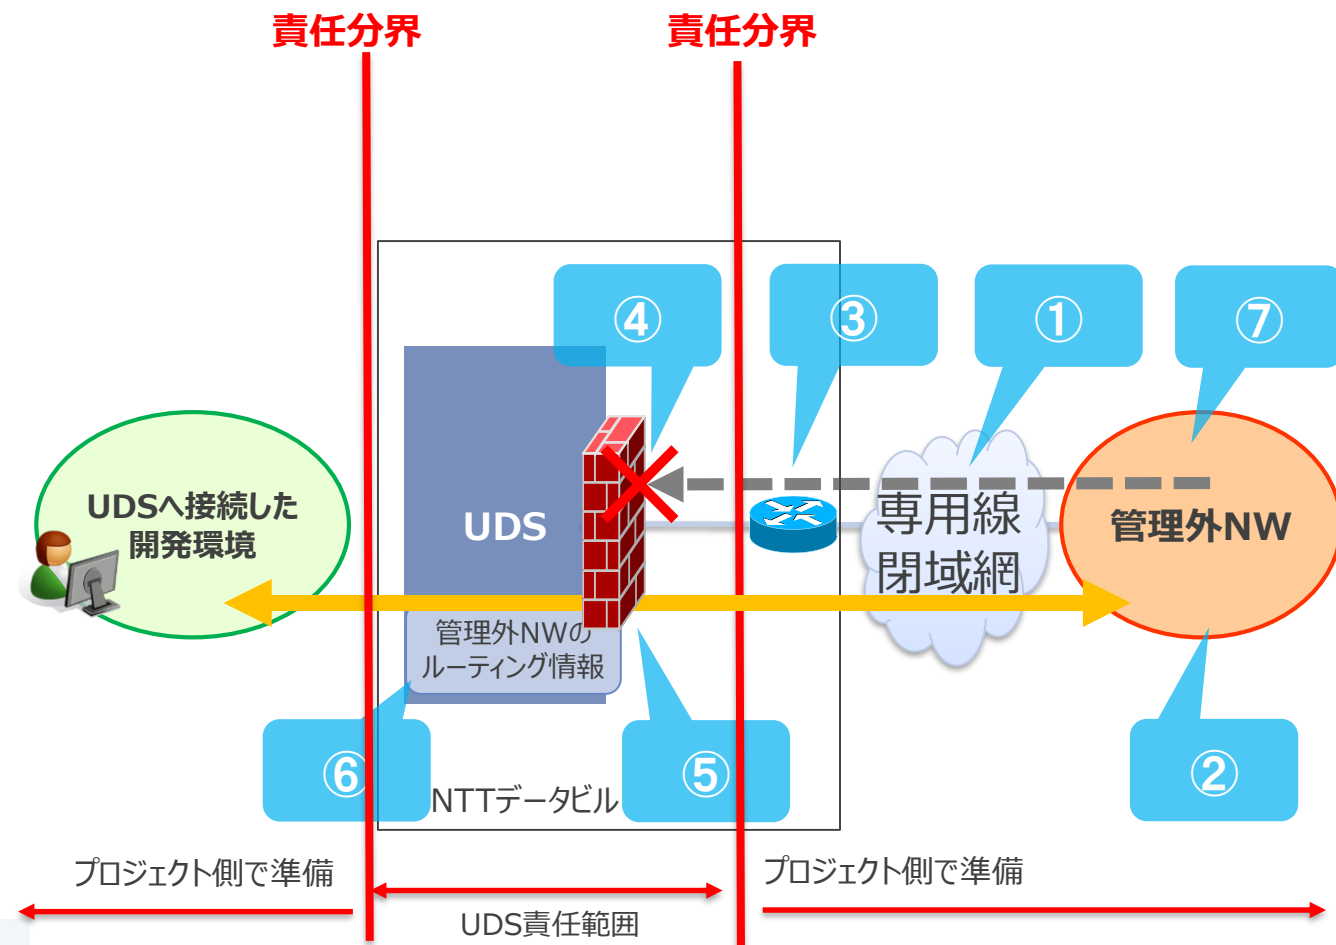 責任分界
責任分界
④
③
①
⑦
UDSへ接続した
開発環境
UDS
専用線
閉域網
管理外NW
管理外NWの
ルーティング情報
⑥
⑤
②
NTTデータビル
プロジェクト側で準備
UDS責任範囲
プロジェクト側で準備